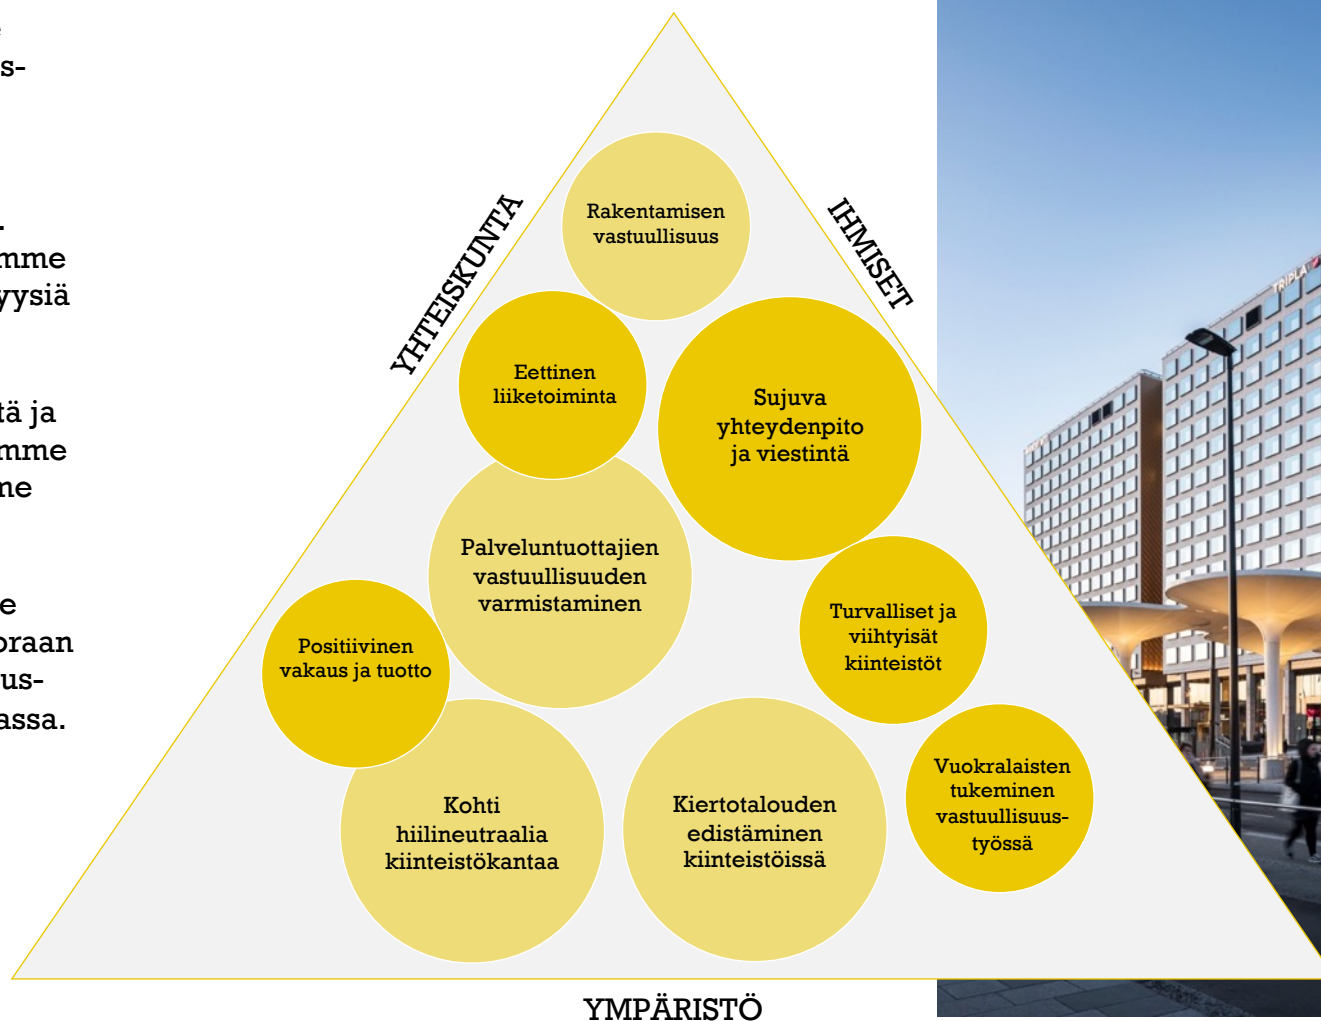 s-
.
mme
yysiä
tä ja
mme
ne
e
oraan
us-
assa.
YHTEISKUNTA
IHMISET
Rakentamisen
vastuullisuus
Eettinen
liiketoiminta
Sujuva
yhteydenpito
ja viestintä
Palveluntuottajien
vastuullisuuden
varmistaminen
Turvalliset ja
viihtyisät
kiinteistöt
Positiivinen
vakaus ja tuotto
Vuokralaisten
tukeminen
vastuullisuus-
työssä
Kohti
hiilineutraalia
kiinteistökantaa
Kiertotalouden
edistäminen
kiinteistöissä
YMPÄRISTÖ
TRIPLA